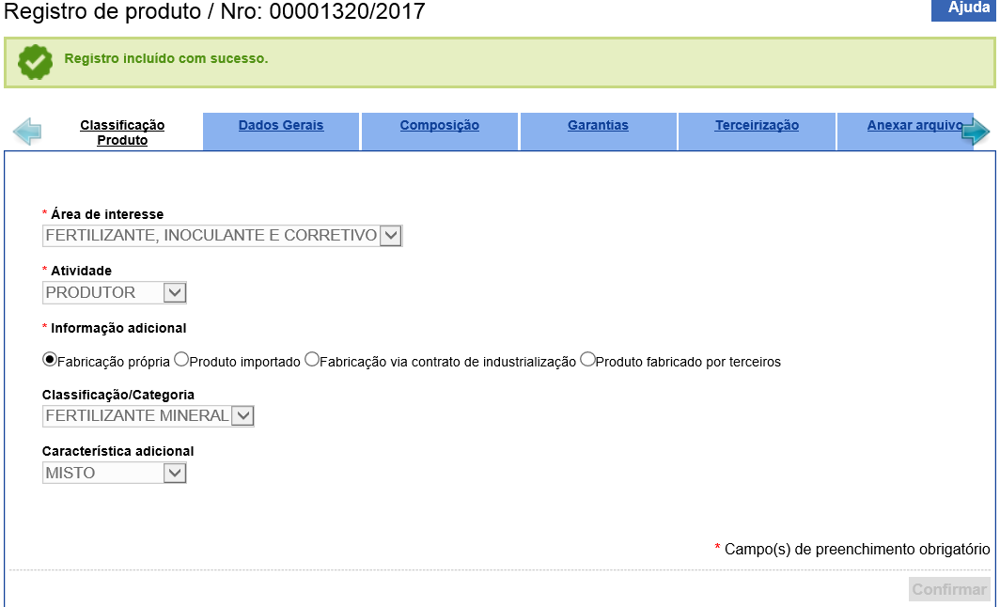 Registro de produto / Nro: 00001320/2017
Ajuda
Registro incluído com sucesso.
Classificação
Produto
Dados Gerais
Composição
Garantias
Terceirização
Anexar arquivo
* Área de interesse
FERTILIZANTE, INOCULANTE E CORRETIVO
* Atividade
PRODUTOR
* Informação adicional
Fabricação própria Produto importado Fabricação via contrato de industrialização Produto fabricado por terceiros
Classificação/Categoria
FERTILIZANTE MINERAL
Característica adicional
MISTO
* Campo(s) de preenchimento obrigatório
Confirmar